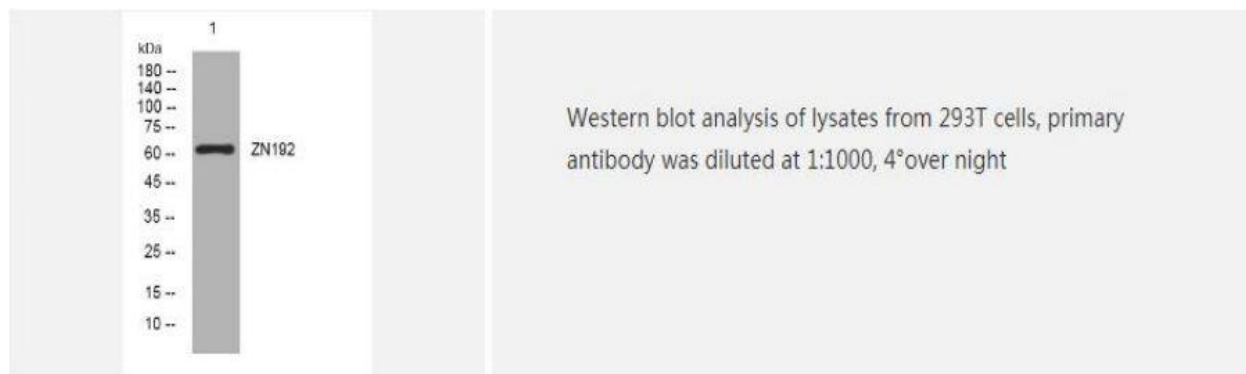 1
kDa
180 --
140 --
100 --
75 --
60 -- ZN192
45 --
35 --
25 --
15 --
10 --
Western blot analysis of lysates from 293T cells, primary
antibody was diluted at 1:1000, 4°over night